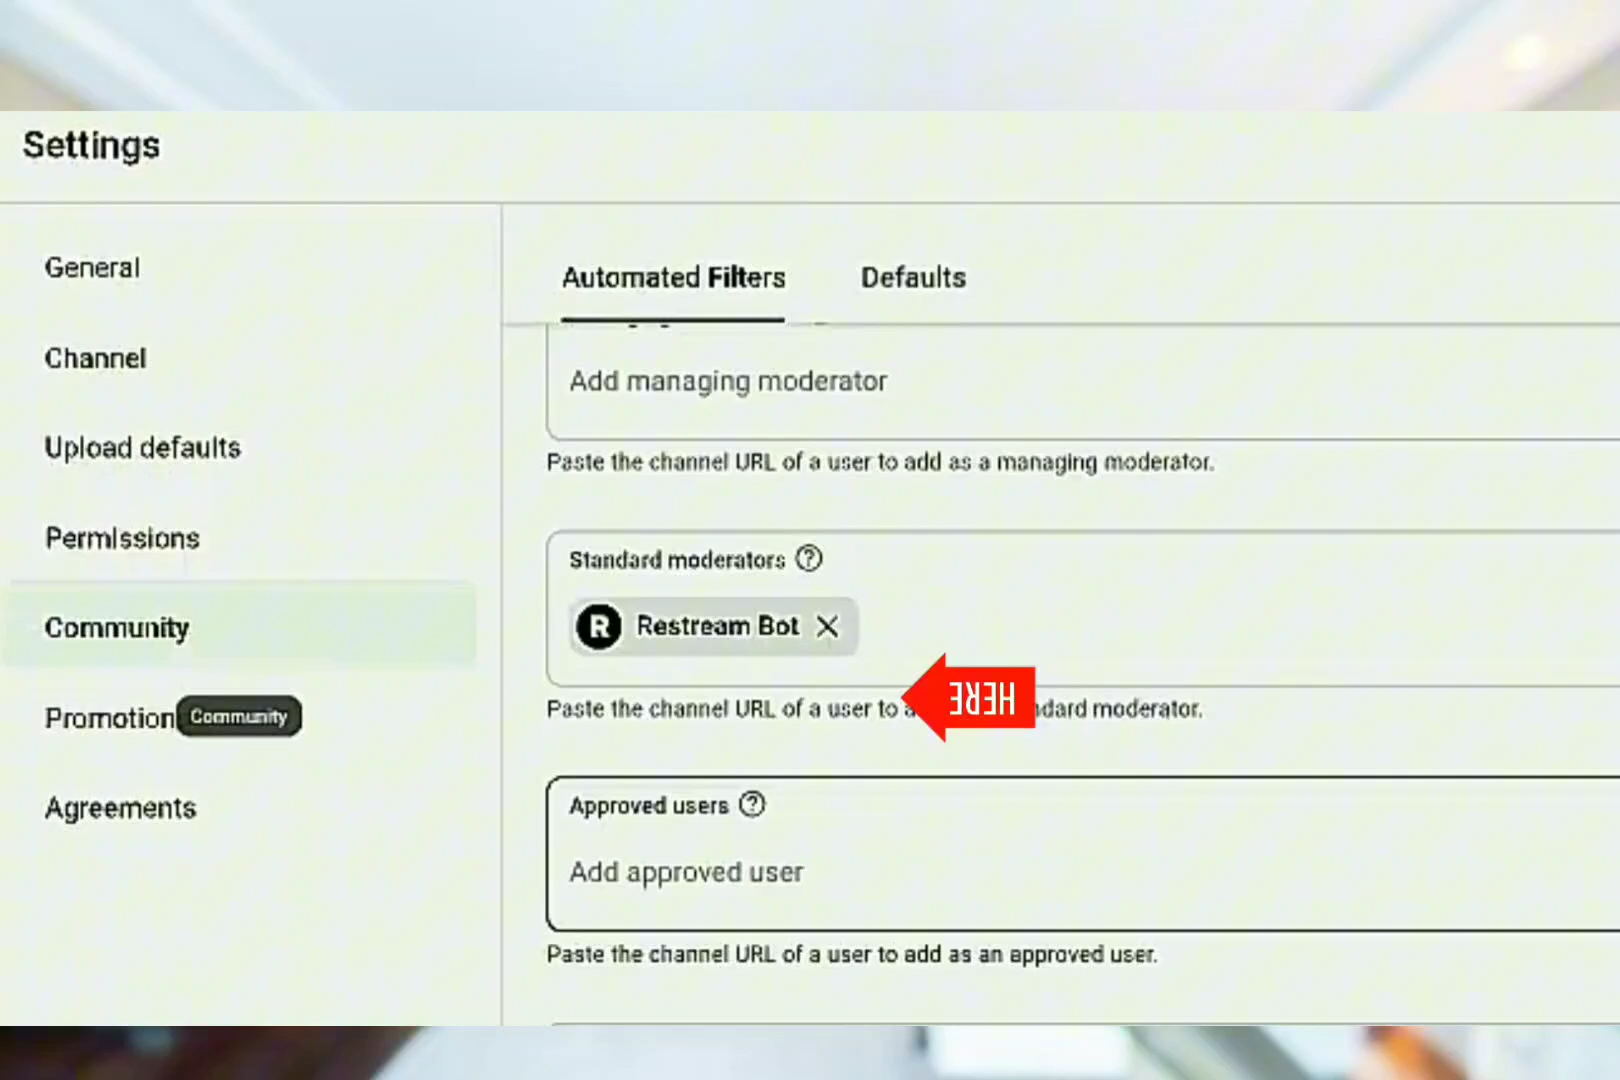 Settings
General
Channel
Upload defaults
Permissions
Community
Promotion Community
Agreements
Automated Filters Defaults
Add managing moderator
Paste the channel URL of a user to add as a managing moderator.
Standard moderators ?
R Restream Bot X
Paste the channel URL of a user to HERE dard moderator.
Approved users ?
Add approved user
Paste the channel URL of a user to add as an approved user.